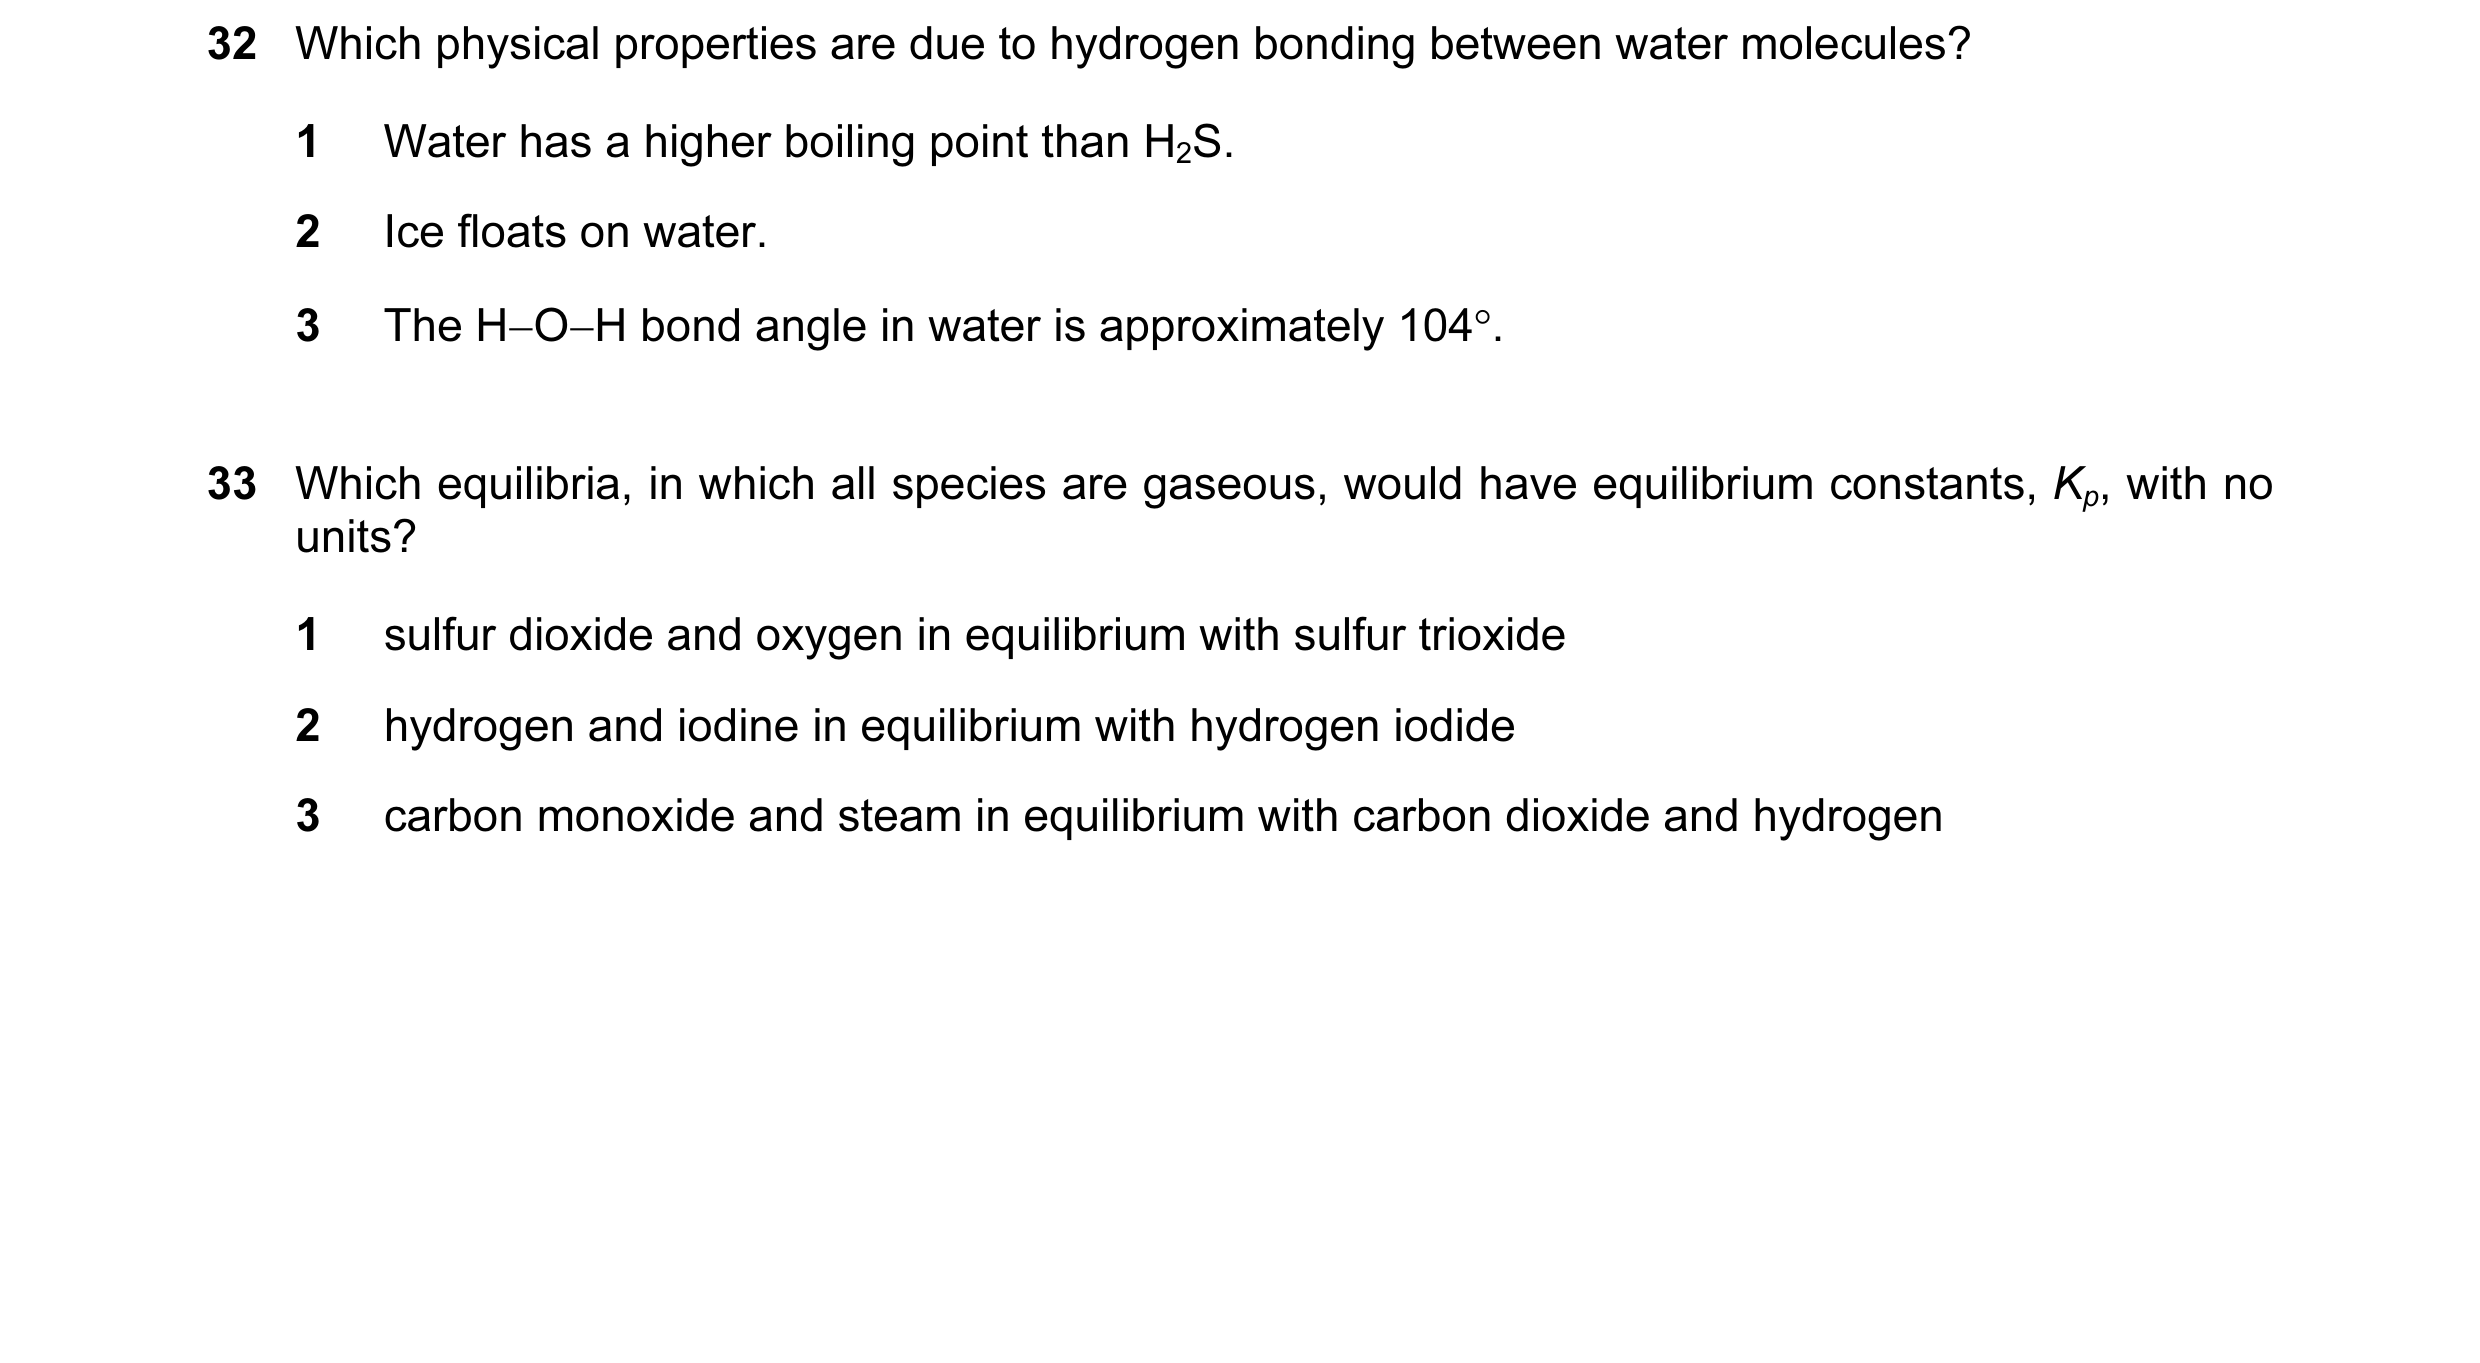 32 Which physical properties are due to hydrogen bonding between water molecules?
1 Water has a higher boiling point than H₂S.
2 Ice floats on water.
3 The H–O–H bond angle in water is approximately 104°.
33 Which equilibria, in which all species are gaseous, would have equilibrium constants, Kₚ, with no
units?
1 sulfur dioxide and oxygen in equilibrium with sulfur trioxide
2 hydrogen and iodine in equilibrium with hydrogen iodide
3 carbon monoxide and steam in equilibrium with carbon dioxide and hydrogen